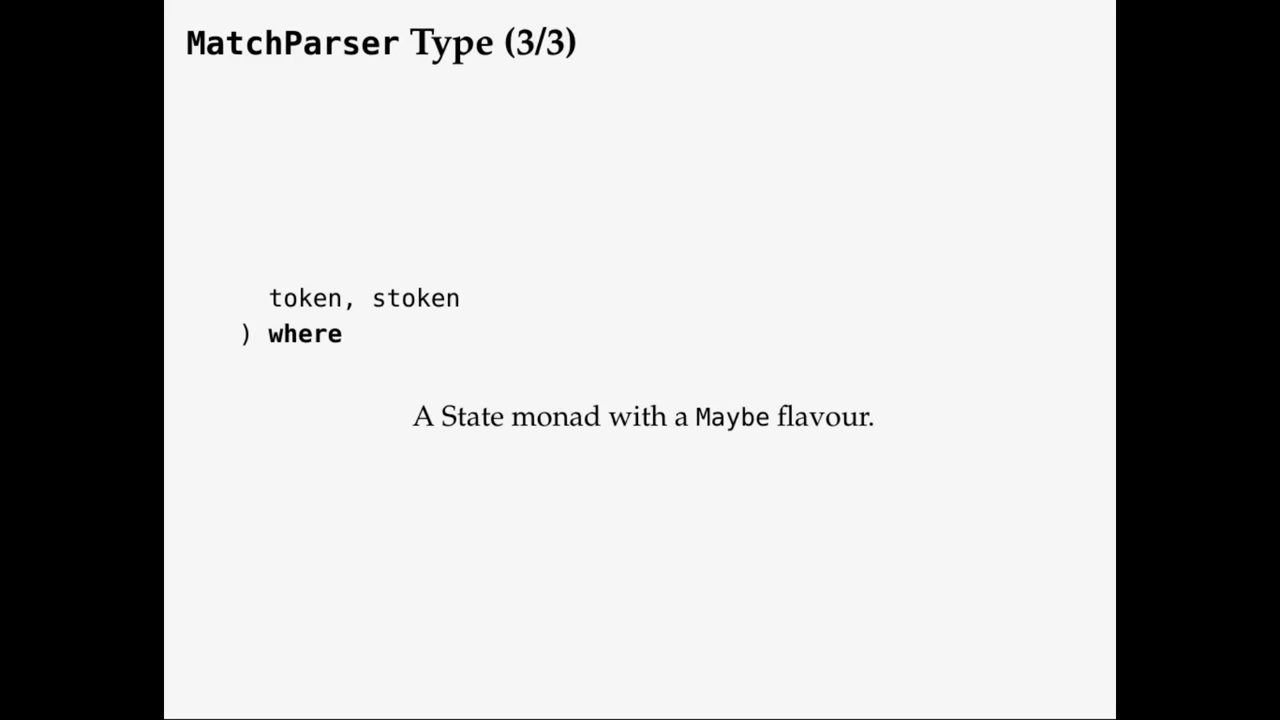 MatchParser Type (3/3)
token, stoken
) where
A State monad with a Maybe flavour.